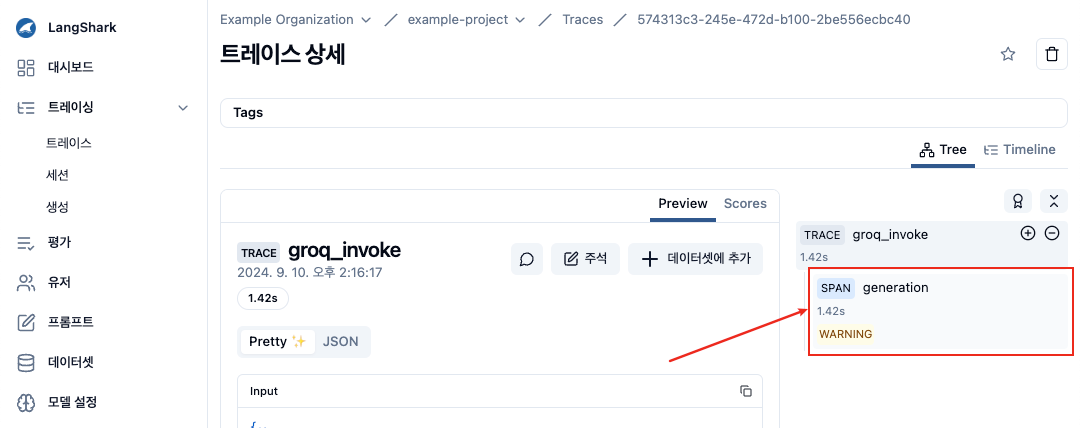 LangShark
대시보드
트레이싱
트레이스
세션
생성
평가
유저
프롬프트
데이터셋
모델 설정
Example Organization / example-project / Traces / 574313c3-245e-472d-b100-2be556ecbc40
트레이스 상세
Tags
Tree Timeline
Preview Scores
TRACE groq_invoke
2024. 9. 10. 오후 2:16:17
주석 데이터셋에 추가
1.42s
Pretty ✨ JSON
Input
TRACE groq_invoke
1.42s
SPAN generation
1.42s
WARNING